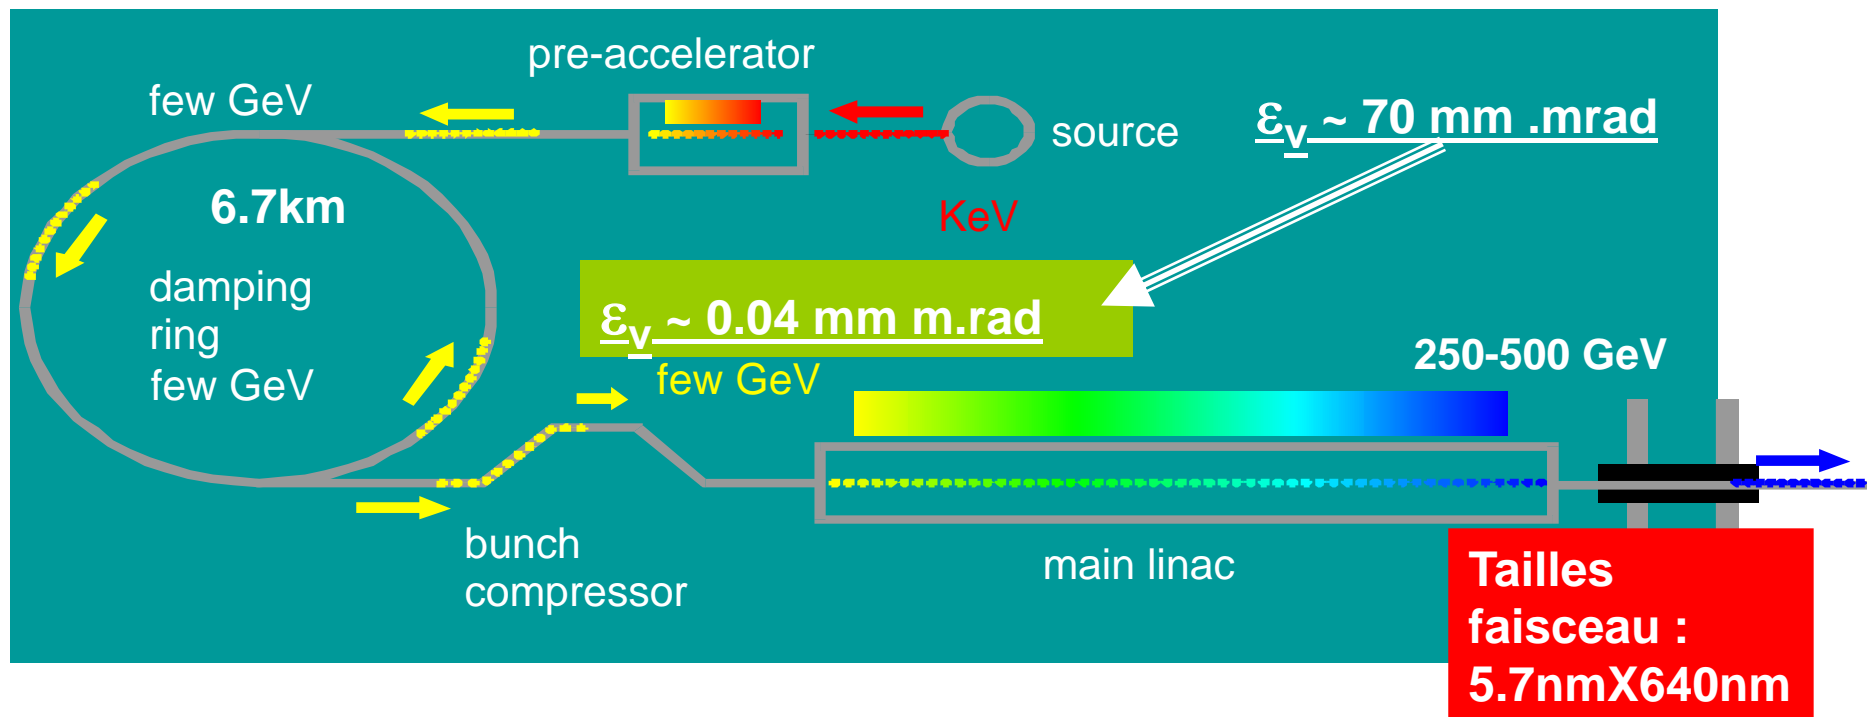 pre-accelerator
few GeV
source
εv ~ 70 mm .mrad
6.7km
KeV
damping
ring
few GeV
εv ~ 0.04 mm m.rad
few GeV
250-500 GeV
bunch
compressor
main linac
Tailles
faisceau :
5.7nmX640nm